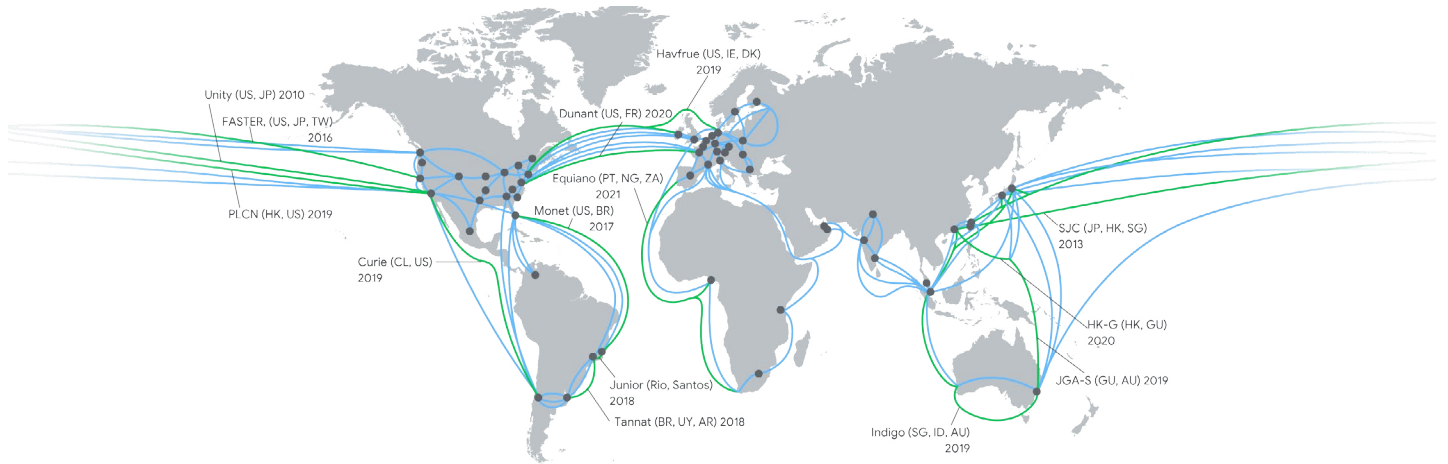 Havfrue (US, IE, DK)
2019
Unity (US, JP) 2010
FASTER, (US, JP, TW)
2016
Dunant (US, FR) 2020
Equiano (PT, NG, ZA)
2021
PLCN (HK, US) 2019
Monet (US, BR)
2017
SJC (JP, HK, SG)
2013
Curie (CL, US)
2019
HK-G (HK, GU)
2020
JGA-S (GU, AU) 2019
Junior (Rio, Santos)
2018
Tannat (BR, UY, AR) 2018
Indigo (SG, ID, AU)
2019